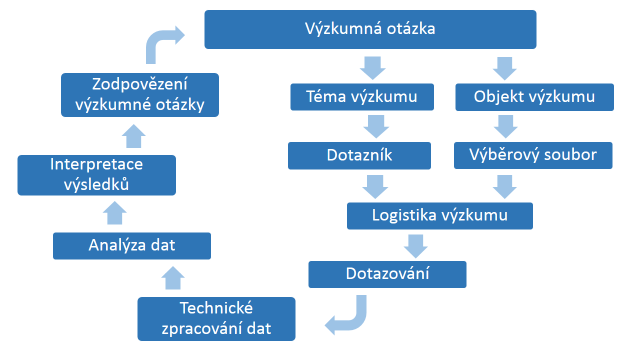 Výzkumná otázka
Téma výzkumu
Objekt výzkumu
Dotazník
Výběrový soubor
Logistika výzkumu
Dotazování
Technické
zpracování dat
Analýza dat
Interpretace
výsledků
Zodpovězení
výzkumné otázky